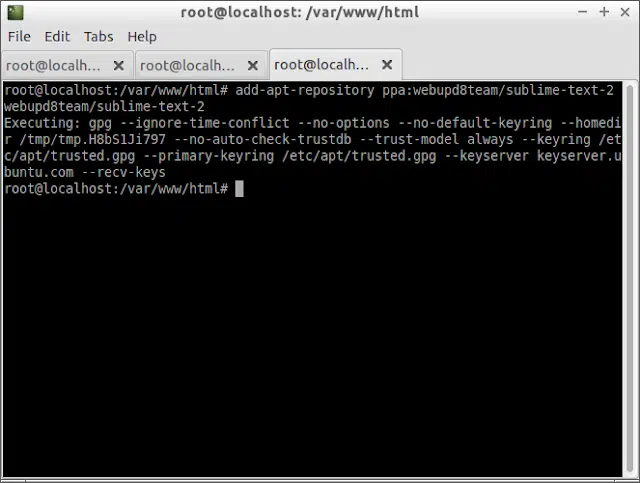 root@localhost: /var/www/html
File Edit Tabs Help
root@localh... root@localh... root@localh...
root@localhost:/var/www/html# add-apt-repository ppa:webupd8team/sublime-text-2
webupd8team/sublime-text-2
Executing: gpg --ignore-time-conflict --no-options --no-default-keyring --homedi
r /tmp/tmp.H8bS1Ji797 --no-auto-check-trustdb --trust-model always --keyring /et
c/apt/trusted.gpg --primary-keyring /etc/apt/trusted.gpg --keyserver keyserver.u
buntu.com --recv-keys
root@localhost:/var/www/html#